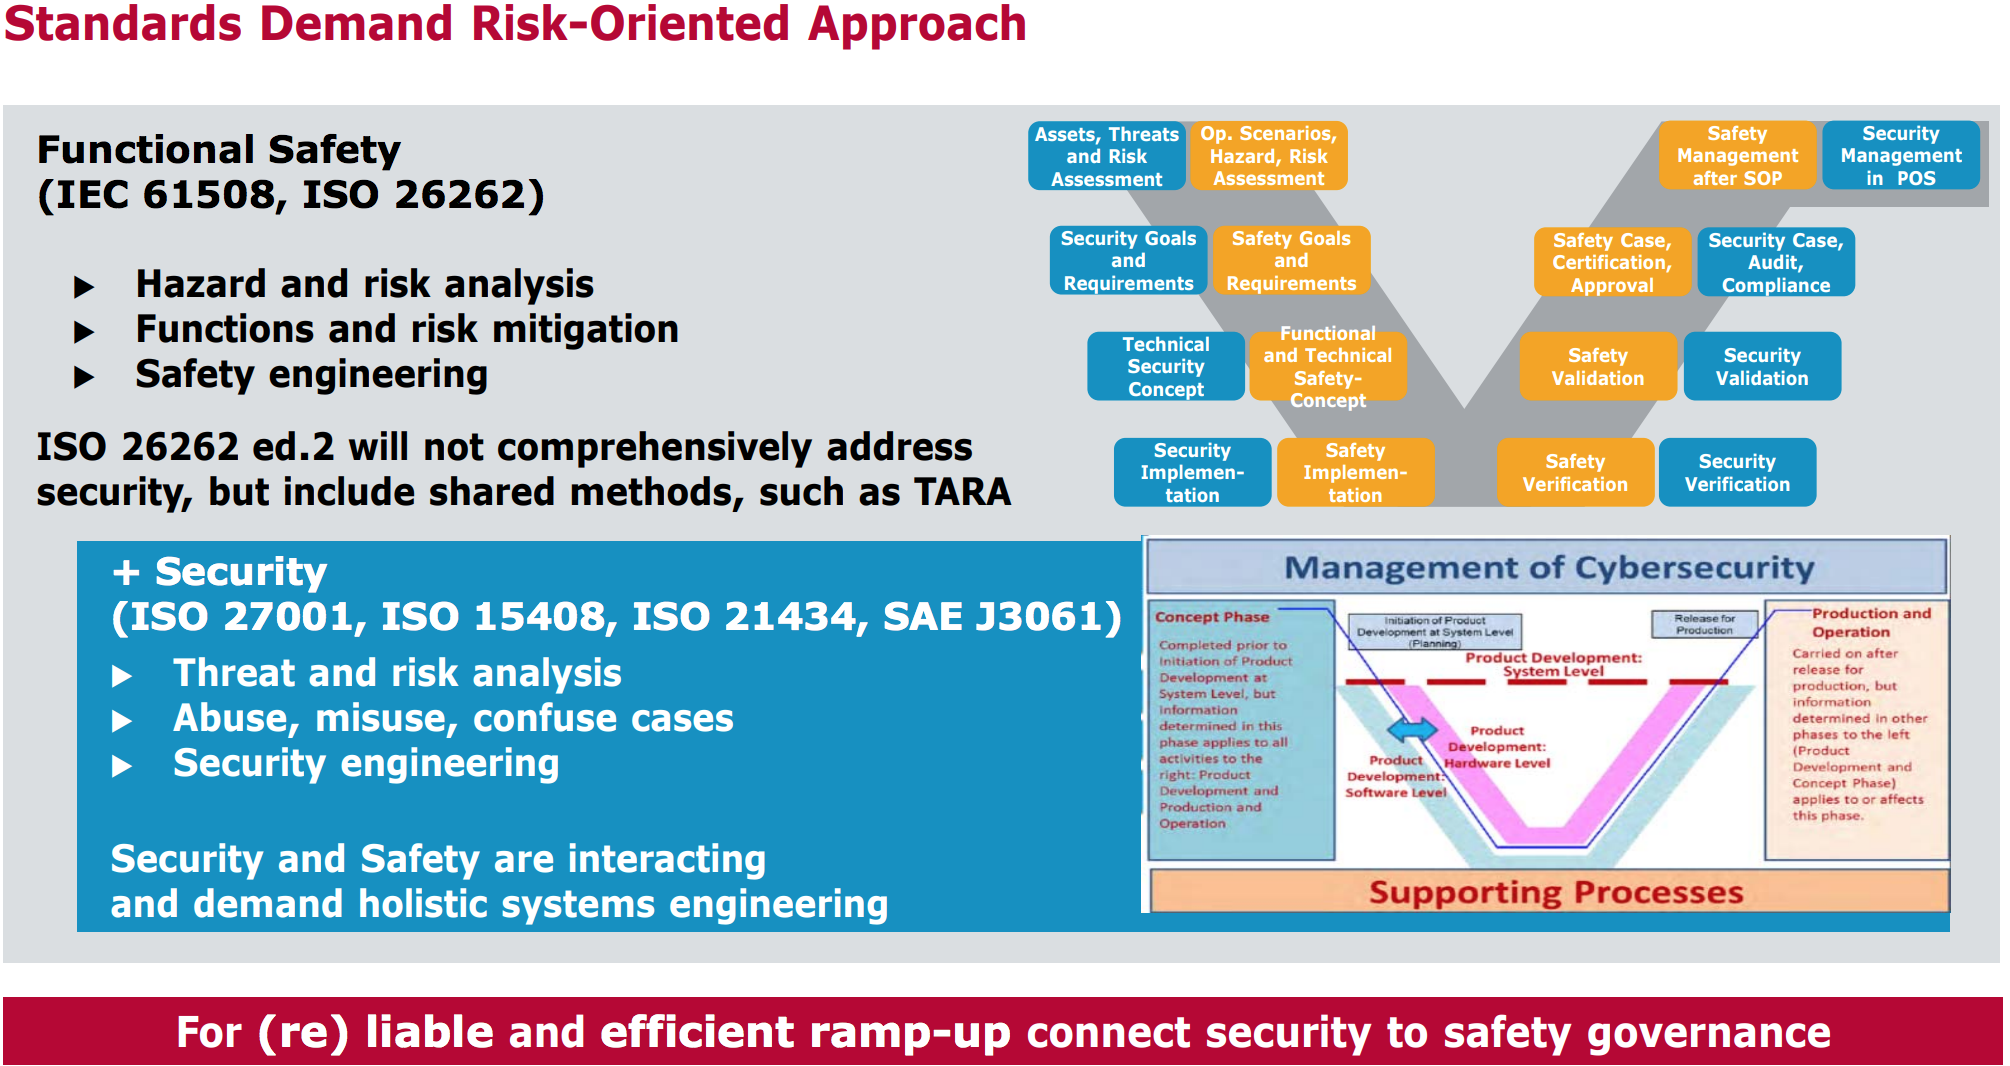 Standards Demand Risk-Oriented Approach
Functional Safety
(IEC 61508, ISO 26262)
▶ Hazard and risk analysis
▶ Functions and risk mitigation
▶ Safety engineering
ISO 26262 ed.2 will not comprehensively address
security, but include shared methods, such as TARA
Assets, Threats
and Risk
Assessment
Op. Scenarios,
Hazard, Risk
Assessment
Safety
Management
after SOP
Security
Management
in POS
Security Goals
and
Requirements
Safety Goals
and
Requirements
Safety Case,
Certification,
Approval
Security Case,
Audit,
Compliance
Technical
Security
Concept
Functional
and Technical
Safety-
Concept
Safety
Validation
Security
Validation
Security
Implemen-
tation
Safety
Implemen-
tation
Safety
Verification
Security
Verification
+ Security
(ISO 27001, ISO 15408, ISO 21434, SAE J3061)
▶ Threat and risk analysis
▶ Abuse, misuse, confuse cases
▶ Security engineering
Security and Safety are interacting
and demand holistic systems engineering
Management of Cybersecurity
Concept Phase
Completed prior to
Initiation of Product
Development at
System Level, but
information
determined in this
phase applies to all
activities to the
right: Product
Development and
Production and
Operation
Initiation of Product
Development at System Level
(Planning)
Release for
Production
Product Development:
System Level
Product
Development:
Hardware Level
Product
Development:
Software Level
Production and
Operation
Carried on after
release for
production, but
information
determined in other
phases to the left
(Product
Development and
Concept Phase)
applies to or affects
this phase.
Supporting Processes
For (re) liable and efficient ramp-up connect security to safety governance